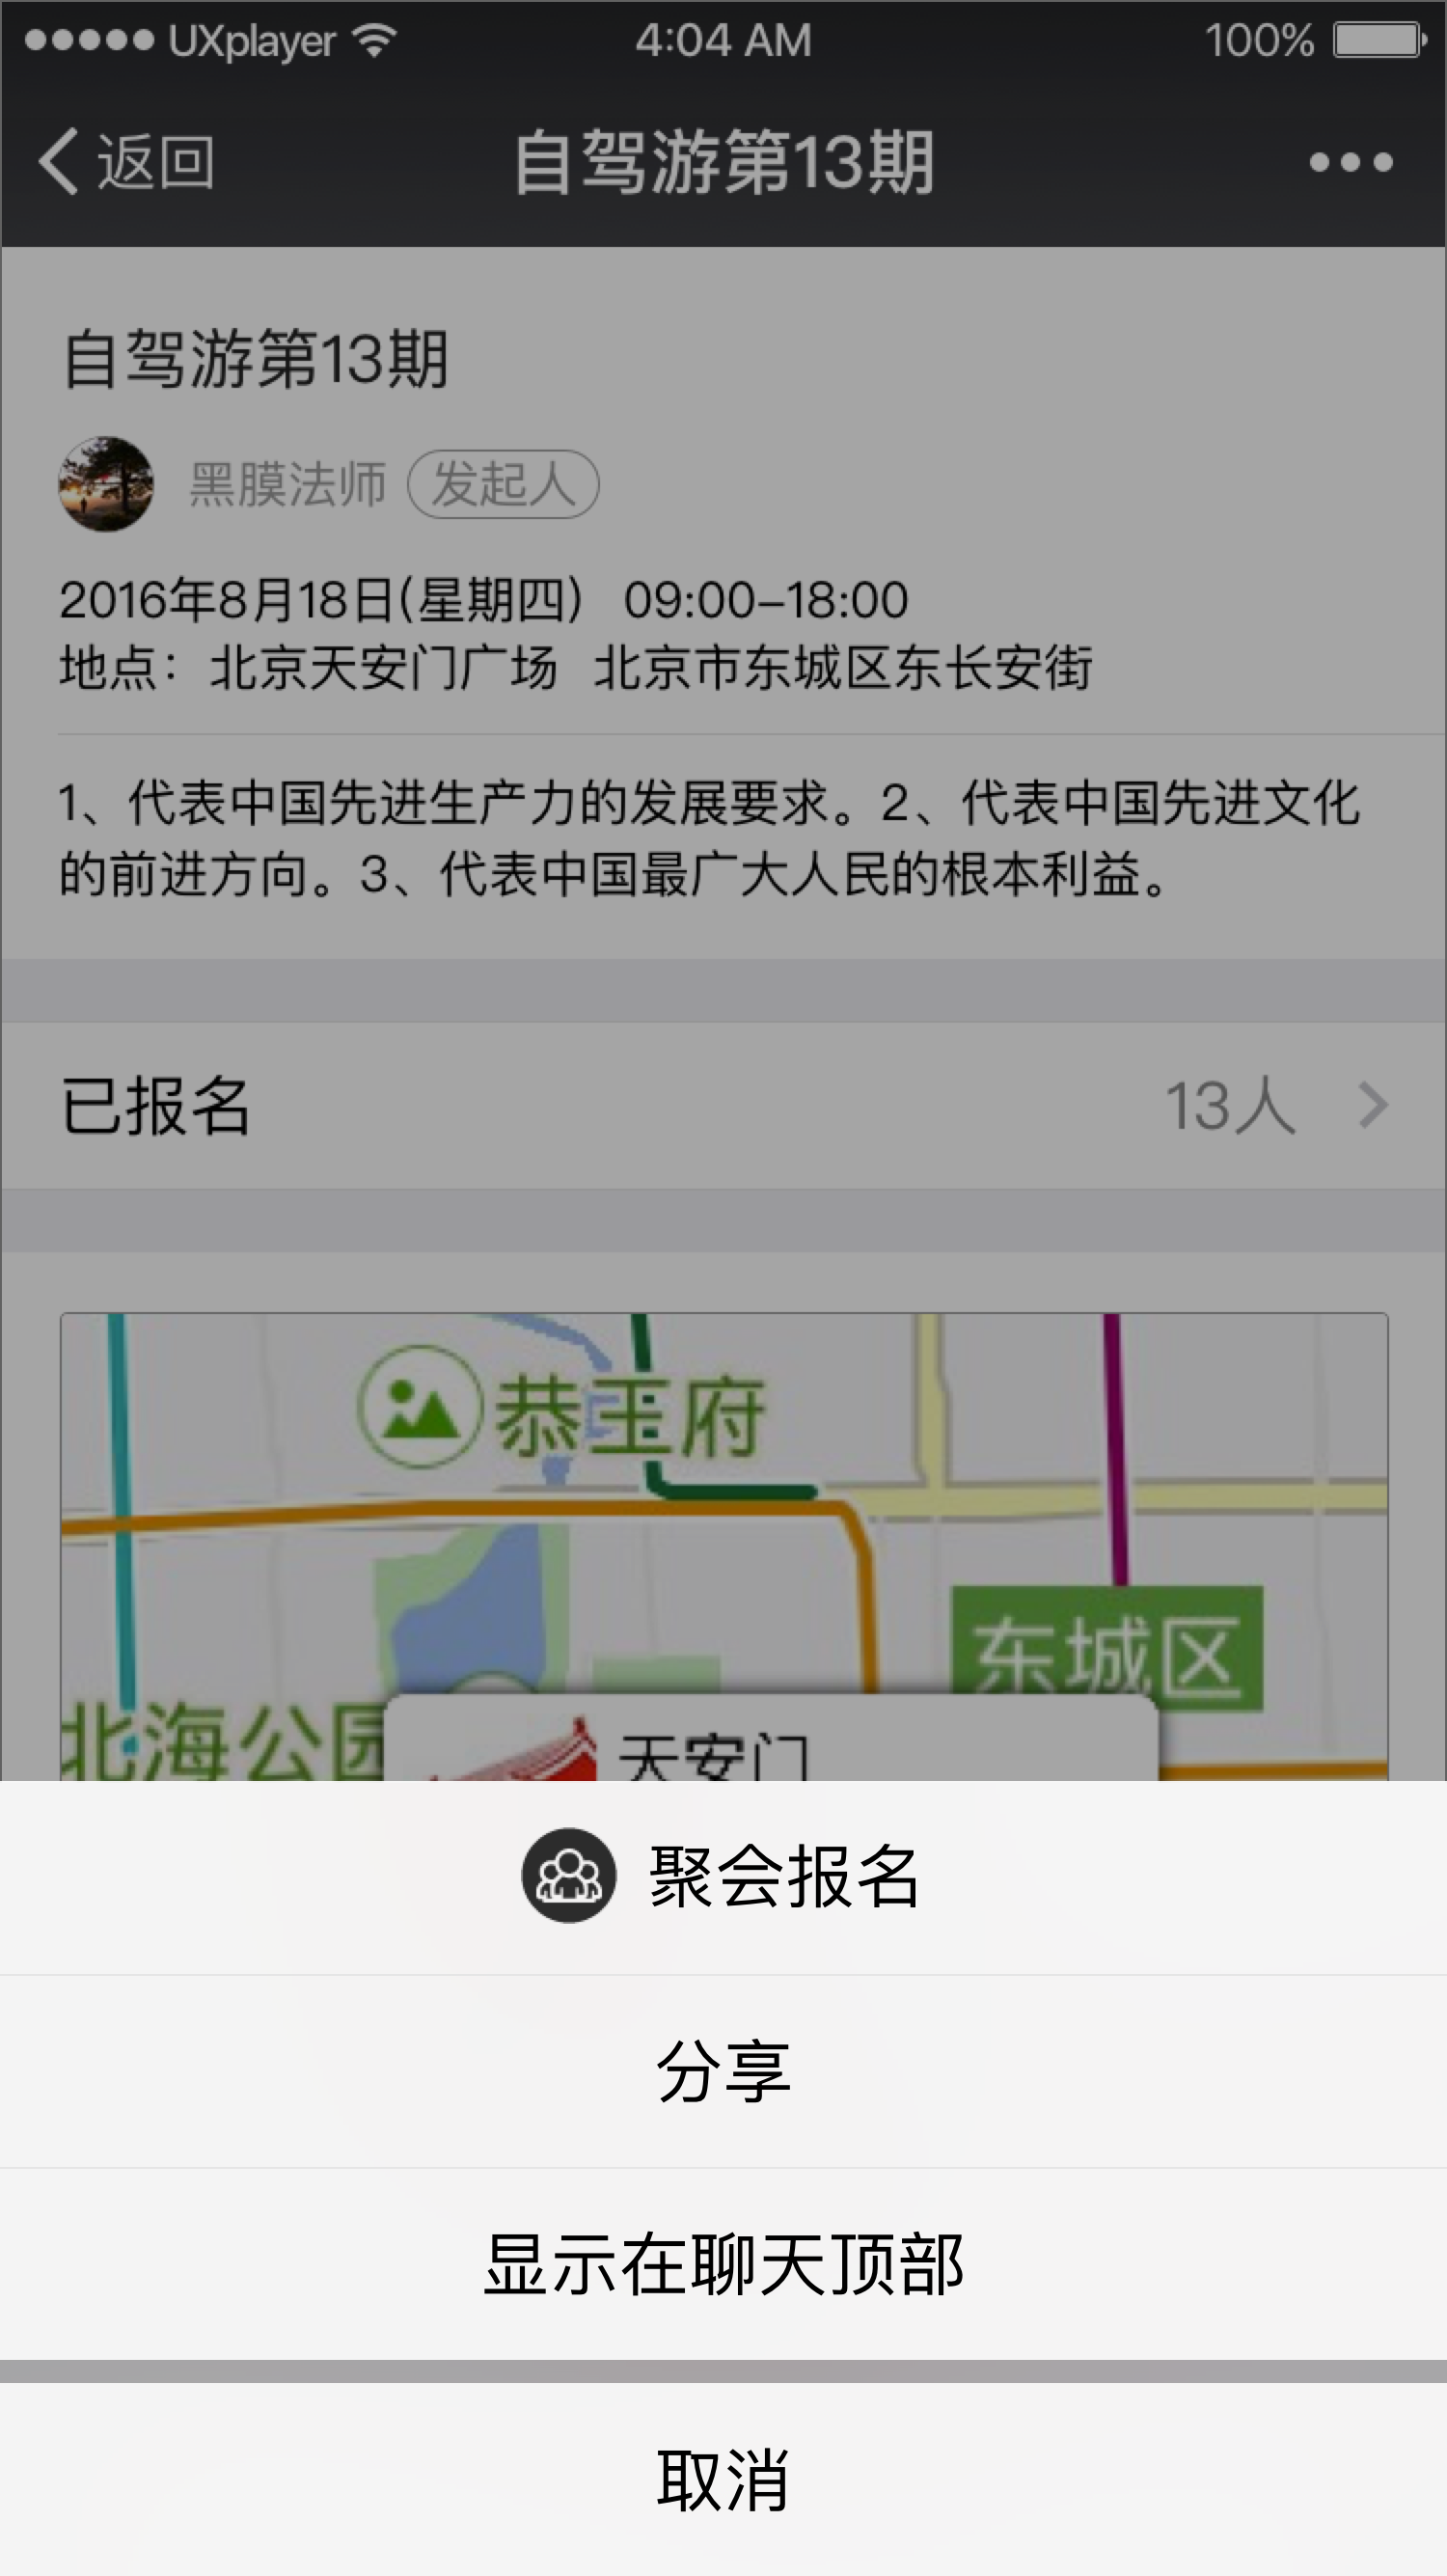 UXplayer 4:04 AM 100%
返回 自驾游第13期
自驾游第13期
黑膜法师 发起人
2016年8月18日(星期四) 09:00-18:00
地点: 北京天安门广场 北京市东城区东长安街
1、代表中国先进生产力的发展要求。2、代表中国先进文化
的前进方向。3、代表中国最广大人民的根本利益。
已报名 13人
恭王府
东城区
北海公园
天安门
聚会报名
分享
显示在聊天顶部
取消